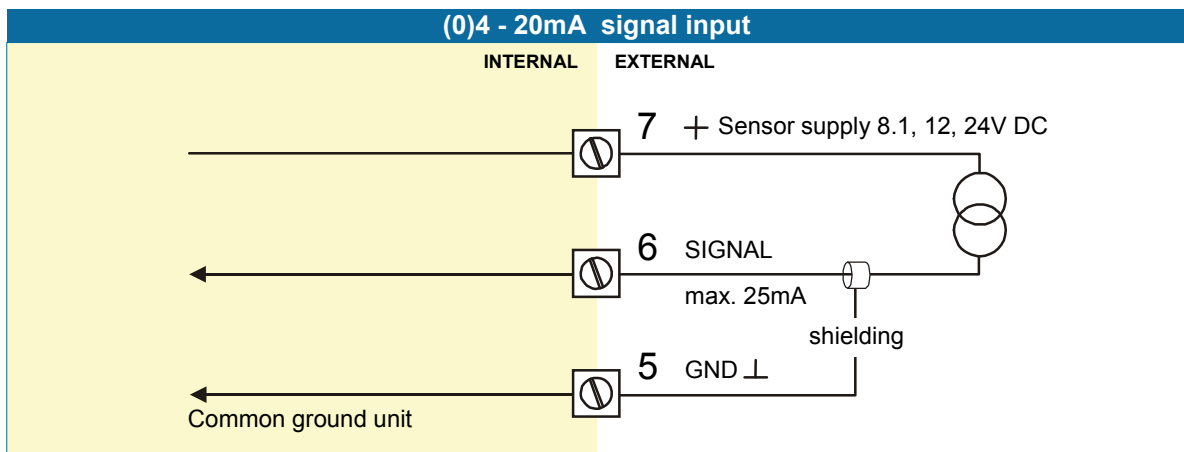 (0)4 - 20mA signal input
INTERNAL EXTERNAL
7 + Sensor supply 8.1, 12, 24V DC
6 SIGNAL
max. 25mA
shielding
5 GND ⊥
Common ground unit